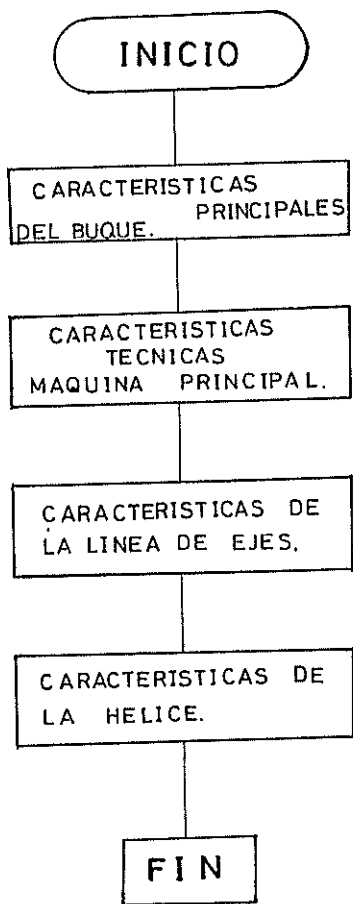 INICIO
CARACTERISTICAS
PRINCIPALES
DEL BUQUE.
CARACTERISTICAS
TECNICAS
MAQUINA PRINCIPAL.
CARACTERISTICAS DE
LA LINEA DE EJES.
CARACTERISTICAS DE
LA HELICE.
FIN